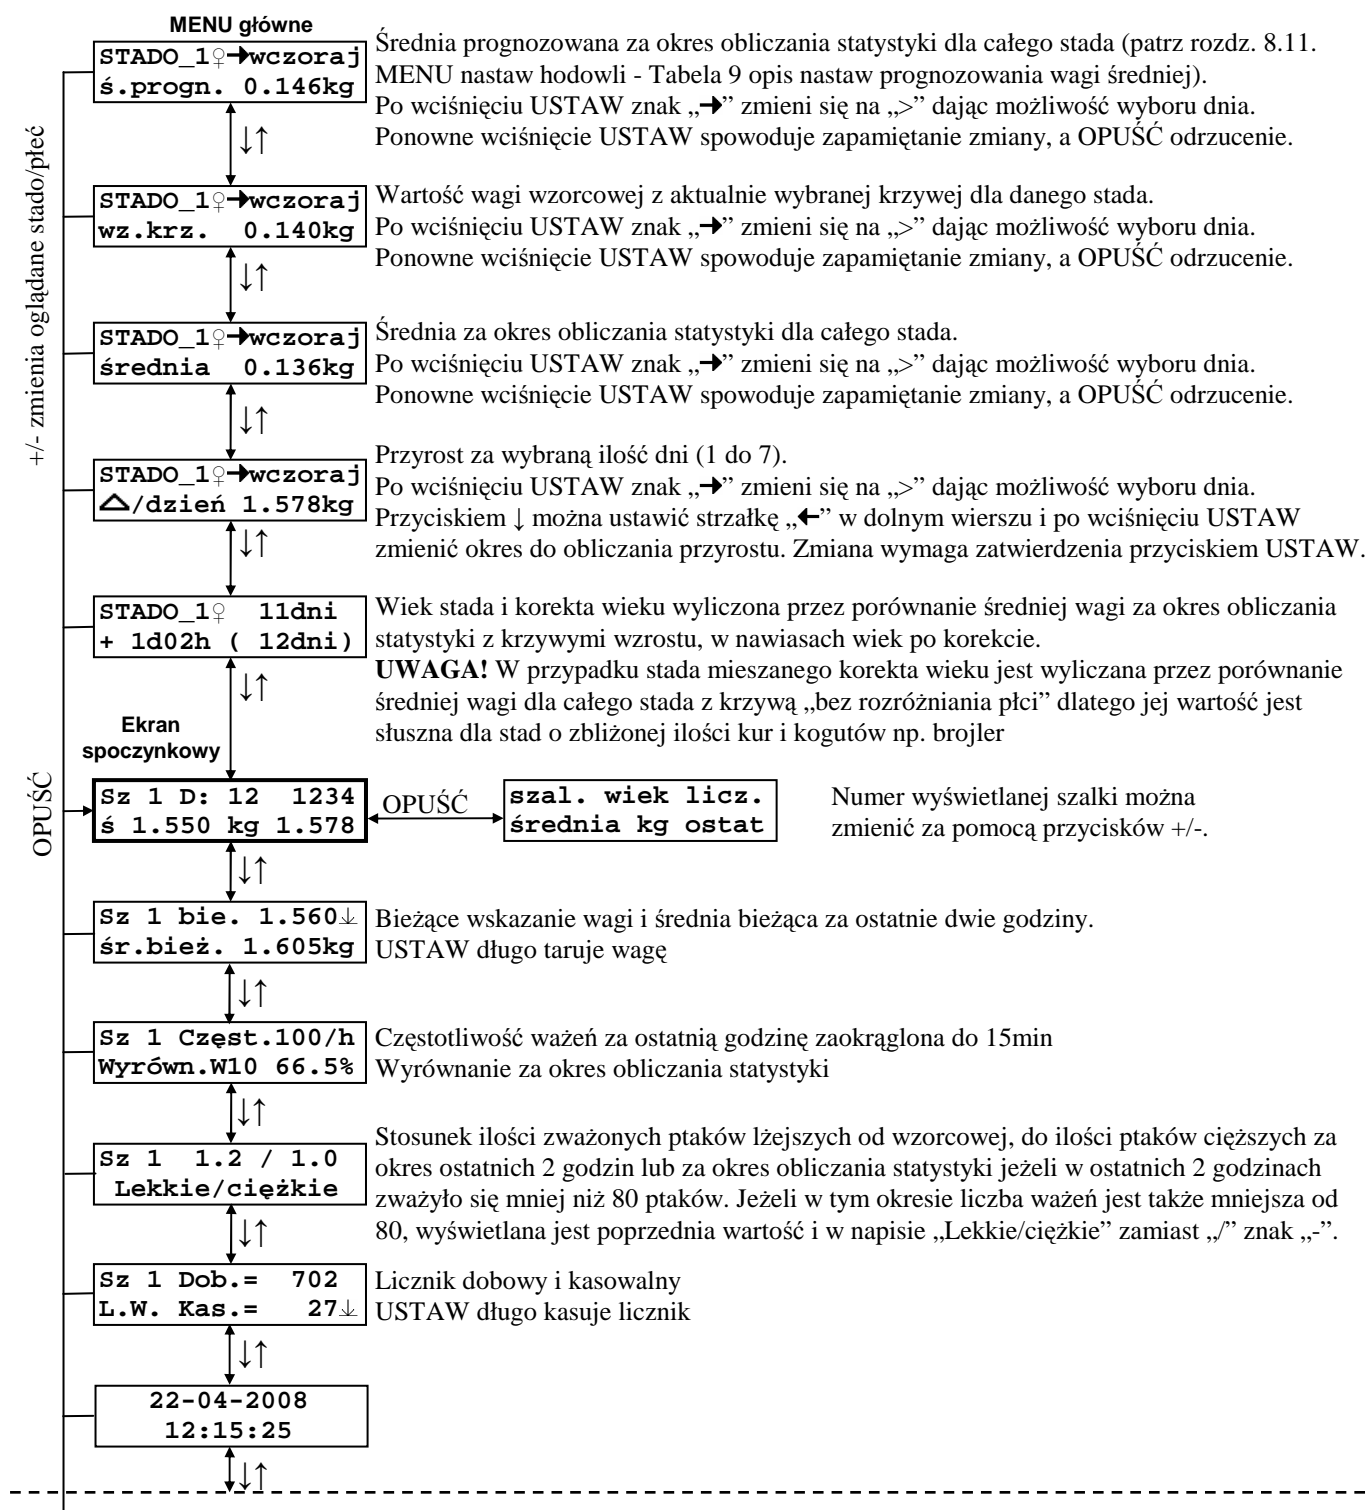 MENU główne
STADO_1♀→wczoraj
ś.progn. 0.146kg
Średnia prognozowana za okres obliczania statystyki dla całego stada (patrz rozdz. 8.11.
MENU nastaw hodowli - Tabela 9 opis nastaw prognozowania wagi średniej).
Po wciśnięciu USTAW znak „→” zmieni się na „>” dając możliwość wyboru dnia.
Ponowne wciśnięcie USTAW spowoduje zapamiętanie zmiany, a OPUŚĆ odrzucenie.
↓↑
+/- zmienia oglądane stado/płeć
STADO_1♀→wczoraj
wz.krz. 0.140kg
Wartość wagi wzorcowej z aktualnie wybranej krzywej dla danego stada.
Po wciśnięciu USTAW znak „→” zmieni się na „>” dając możliwość wyboru dnia.
Ponowne wciśnięcie USTAW spowoduje zapamiętanie zmiany, a OPUŚĆ odrzucenie.
↓↑
STADO_1♀→wczoraj
średnia 0.136kg
Średnia za okres obliczania statystyki dla całego stada.
Po wciśnięciu USTAW znak „→” zmieni się na „>” dając możliwość wyboru dnia.
Ponowne wciśnięcie USTAW spowoduje zapamiętanie zmiany, a OPUŚĆ odrzucenie.
↓↑
STADO_1♀→wczoraj
△/dzień 1.578kg
Przyrost za wybraną ilość dni (1 do 7).
Po wciśnięciu USTAW znak „→” zmieni się na „>” dając możliwość wyboru dnia.
Przyciskiem ↓ można ustawić strzałkę „←” w dolnym wierszu i po wciśnięciu USTAW
zmienić okres do obliczania przyrostu. Zmiana wymaga zatwierdzenia przyciskiem USTAW.
↓↑
STADO_1♀ 11dni
+ 1d02h ( 12dni)
Wiek stada i korekta wieku wyliczona przez porównanie średniej wagi za okres obliczania
statystyki z krzywymi wzrostu, w nawiasach wiek po korekcie.
UWAGA! W przypadku stada mieszanego korekta wieku jest wyliczana przez porównanie
średniej wagi dla całego stada z krzywą „bez rozróżniania płci” dlatego jej wartość jest
słuszna dla stad o zbliżonej ilości kur i kogutów np. brojler
↓↑
Ekran
spoczynkowy
OPUŚĆ
Sz 1 D: 12 1234
ś 1.550 kg 1.578
OPUŚĆ
szal. wiek licz.
średnia kg ostat
Numer wyświetlanej szalki można
zmienić za pomocą przycisków +/-.
↓↑
Sz 1 bie. 1.560↓
śr.bież. 1.605kg
Bieżące wskazanie wagi i średnia bieżąca za ostatnie dwie godziny.
USTAW długo taruje wagę
↓↑
Sz 1 Częst.100/h
Wyrówn.W10 66.5%
Częstotliwość ważeń za ostatnią godzinę zaokrąglona do 15min
Wyrównanie za okres obliczania statystyki
↓↑
Sz 1 1.2 / 1.0
Lekkie/ciężkie
Stosunek ilości zważonych ptaków lżejszych od wzorcowej, do ilości ptaków cięższych za
okres ostatnich 2 godzin lub za okres obliczania statystyki jeżeli w ostatnich 2 godzinach
zważyło się mniej niż 80 ptaków. Jeżeli w tym okresie liczba ważeń jest także mniejsza od
80, wyświetlana jest poprzednia wartość i w napisie „Lekkie/ciężkie” zamiast „/” znak „-”.
↓↑
Sz 1 Dob.= 702
L.W. Kas.= 27↓
Licznik dobowy i kasowalny
USTAW długo kasuje licznik
↓↑
22-04-2008
12:15:25
↓↑